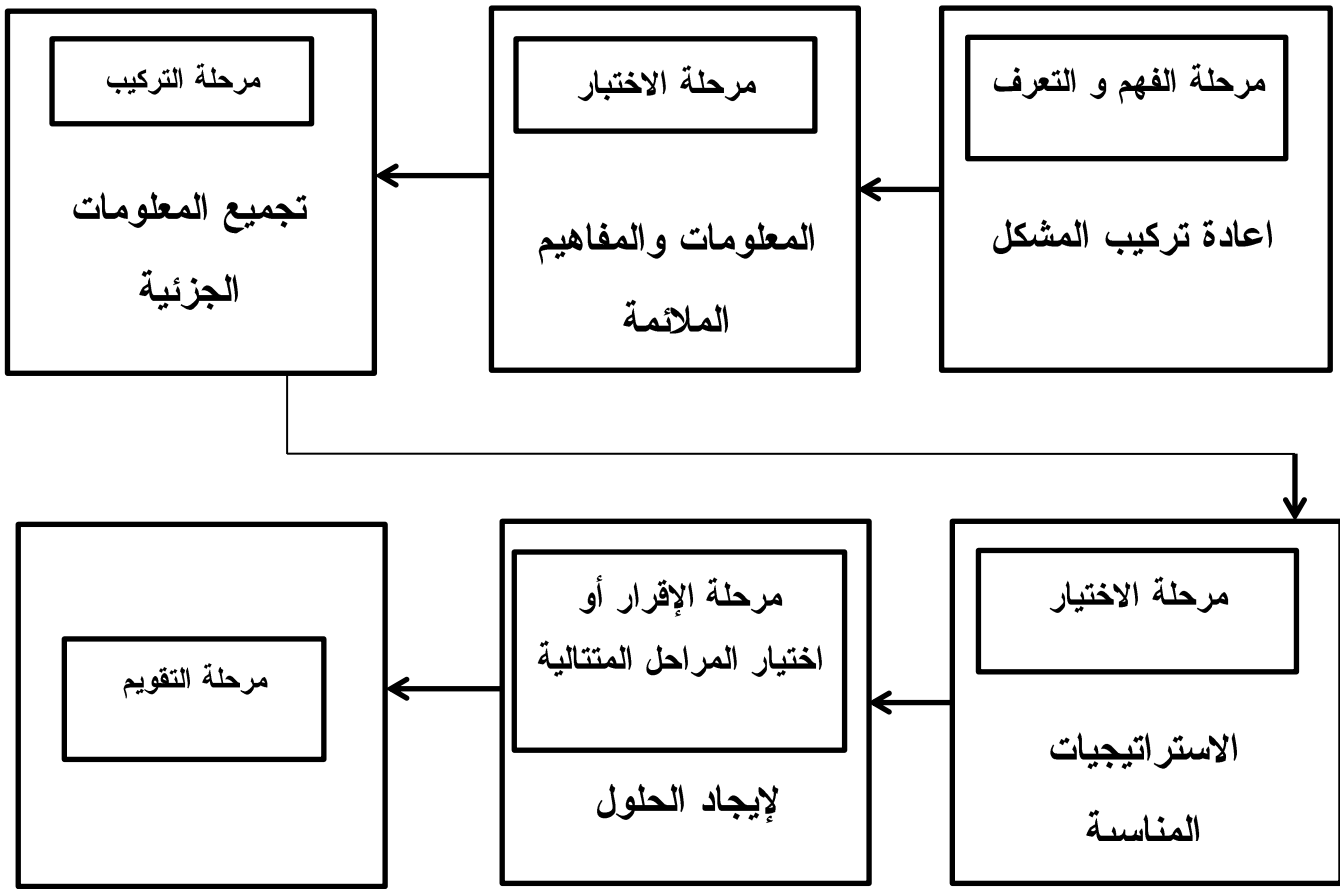 مرحلة الفهم و التعرف
اعادة تركيب المشكل
مرحلة الاختبار
المعلومات والمفاهيم
الملائمة
مرحلة التركيب
تجميع المعلومات
الجزئية
مرحلة الاختيار
الاستراتيجيات
المناسبة
مرحلة الإقرار أو
اختيار المراحل المتتالية
لإيجاد الحلول
مرحلة التقويم